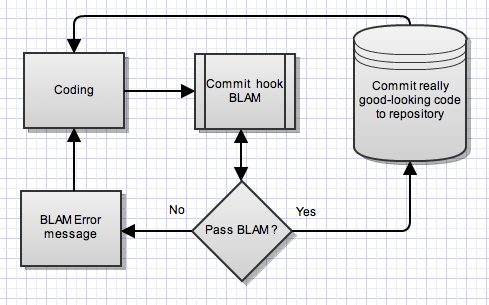 Coding
Commit hook
BLAM
Commit really
good-looking code
to repository
BLAM Error
message
No
Pass BLAM?
Yes